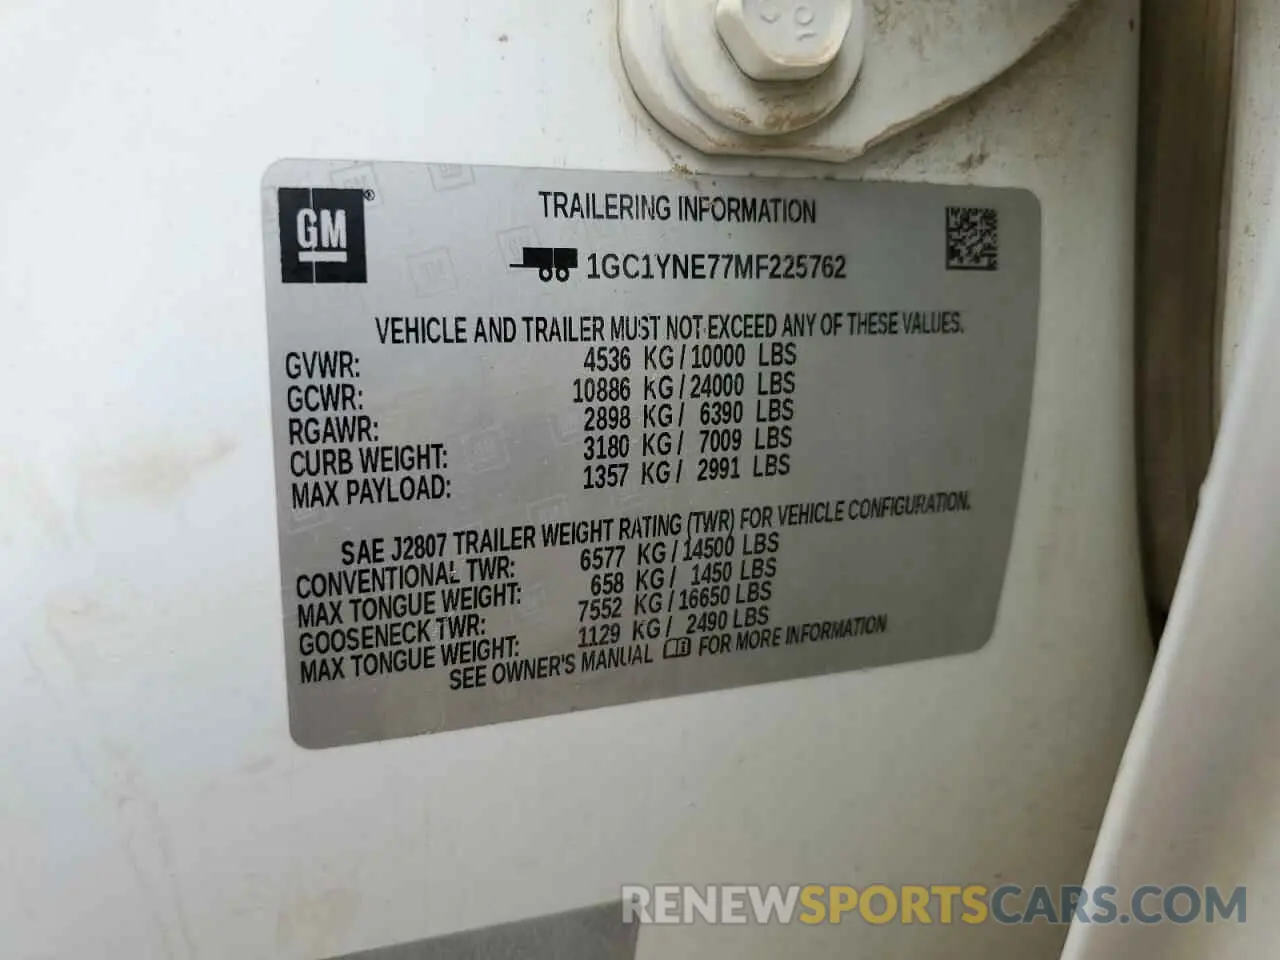 GM ®
TRAILERING INFORMATION
1GC1YNE77MF225762
VEHICLE AND TRAILER MUST NOT EXCEED ANY OF THESE VALUES.
GVWR: 4536 KG / 10000 LBS
GCWR: 10886 KG / 24000 LBS
RGAWR: 2898 KG / 6390 LBS
CURB WEIGHT: 3180 KG / 7009 LBS
MAX PAYLOAD: 1357 KG / 2991 LBS
SAE J2807 TRAILER WEIGHT RATING (TWR) FOR VEHICLE CONFIGURATION.
CONVENTIONAL TWR: 6577 KG / 14500 LBS
MAX TONGUE WEIGHT: 658 KG / 1450 LBS
GOOSENECK TWR: 7552 KG / 16650 LBS
MAX TONGUE WEIGHT: 1129 KG / 2490 LBS
SEE OWNER'S MANUAL FOR MORE INFORMATION
RENEWSPORTSCARS.COM